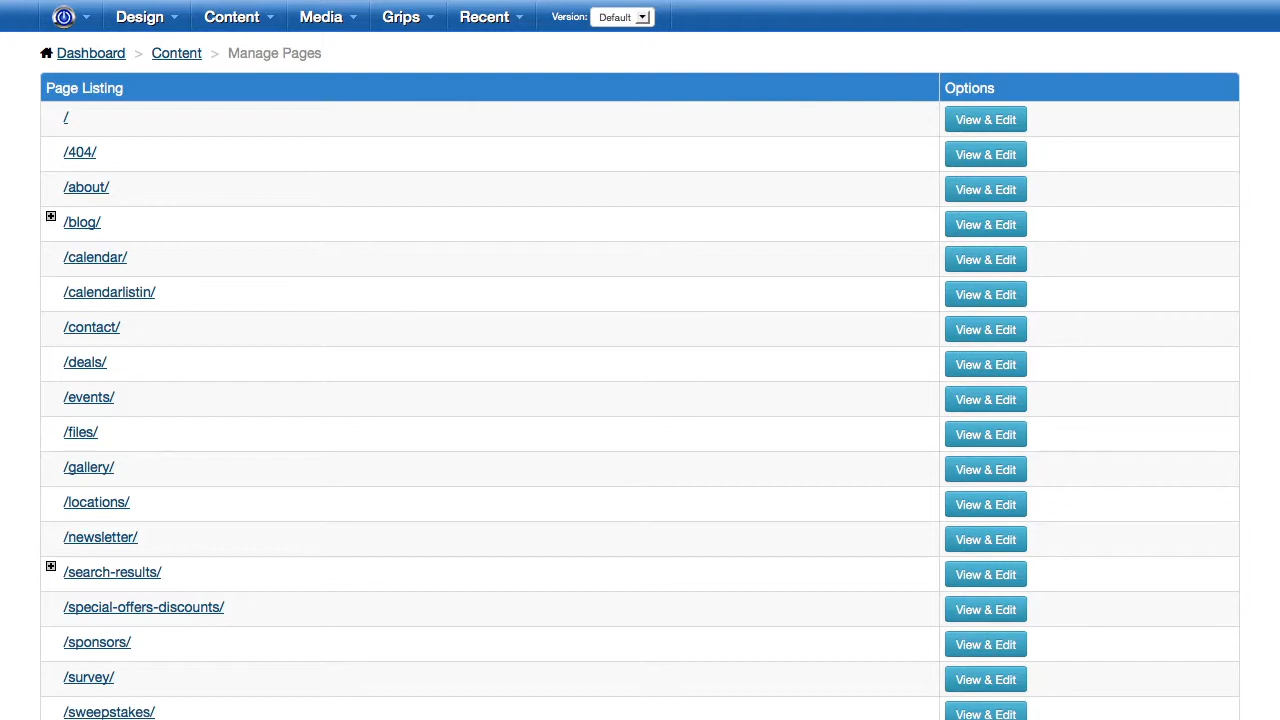 Design Content Media Grips Recent Version: Default
Dashboard > Content > Manage Pages
Page Listing Options
/ View & Edit
/404/ View & Edit
/about/ View & Edit
/blog/ View & Edit
/calendar/ View & Edit
/calendarlistin/ View & Edit
/contact/ View & Edit
/deals/ View & Edit
/events/ View & Edit
/files/ View & Edit
/gallery/ View & Edit
/locations/ View & Edit
/newsletter/ View & Edit
/search-results/ View & Edit
/special-offers-discounts/ View & Edit
/sponsors/ View & Edit
/survey/ View & Edit
/sweepstakes/ View & Edit